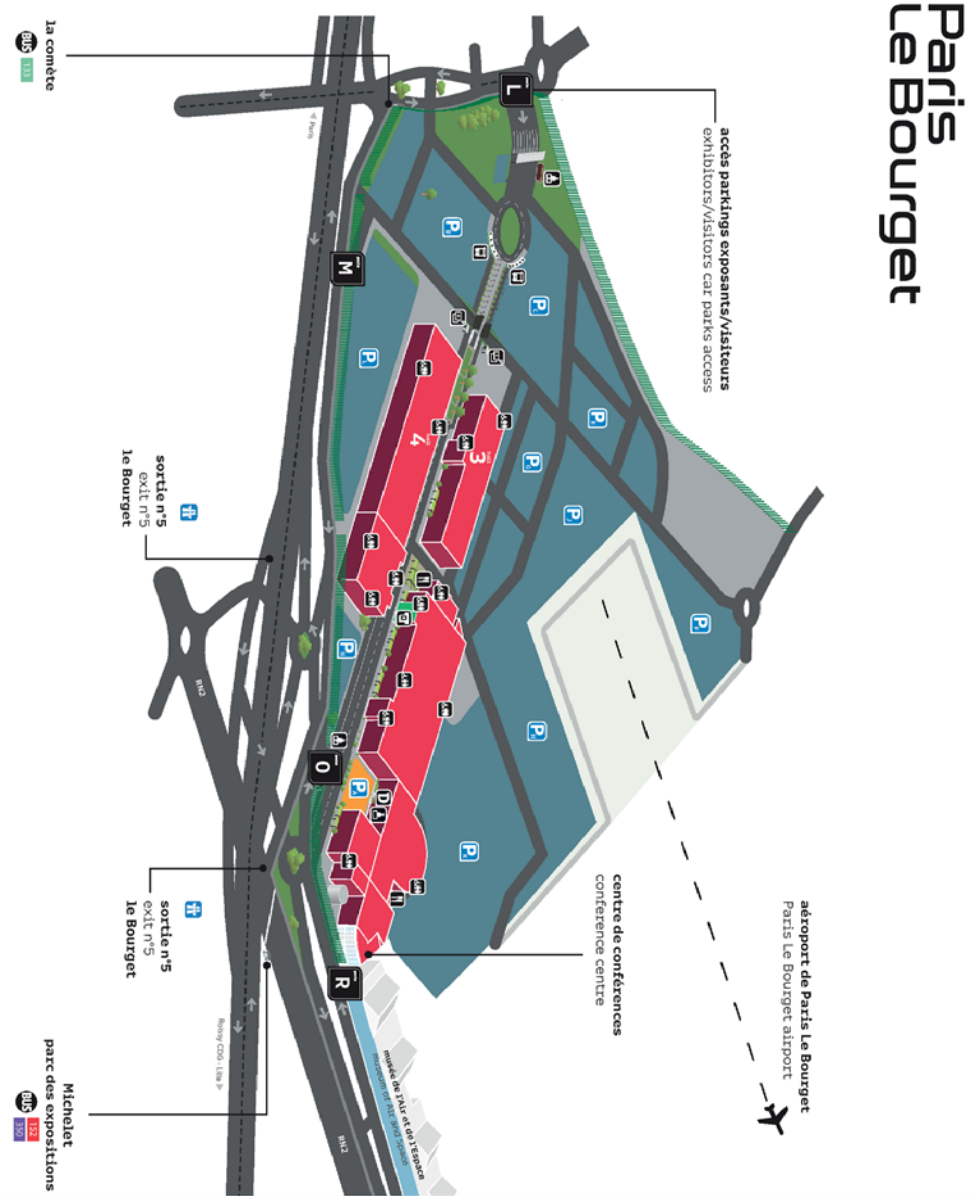 Paris
Le Bourget
accès parkings exposants/visiteurs
exhibitors/visitors car parks access
aéroport de Paris Le Bourget
Paris Le Bourget airport
centre de conférences
conference centre
L
P
P
P
P
P
P
P
P
P
3
4
D
P
P
P
M
O
R
musée de l'Air et de l'Espace
museum of Air and Space
Paris
RN2
RN2
Roissy CDG - Lille
sortie n°5
exit n°5
le Bourget
sortie n°5
exit n°5
le Bourget
la comète
BUS 133
Michelet
parc des expositions
BUS 152
350